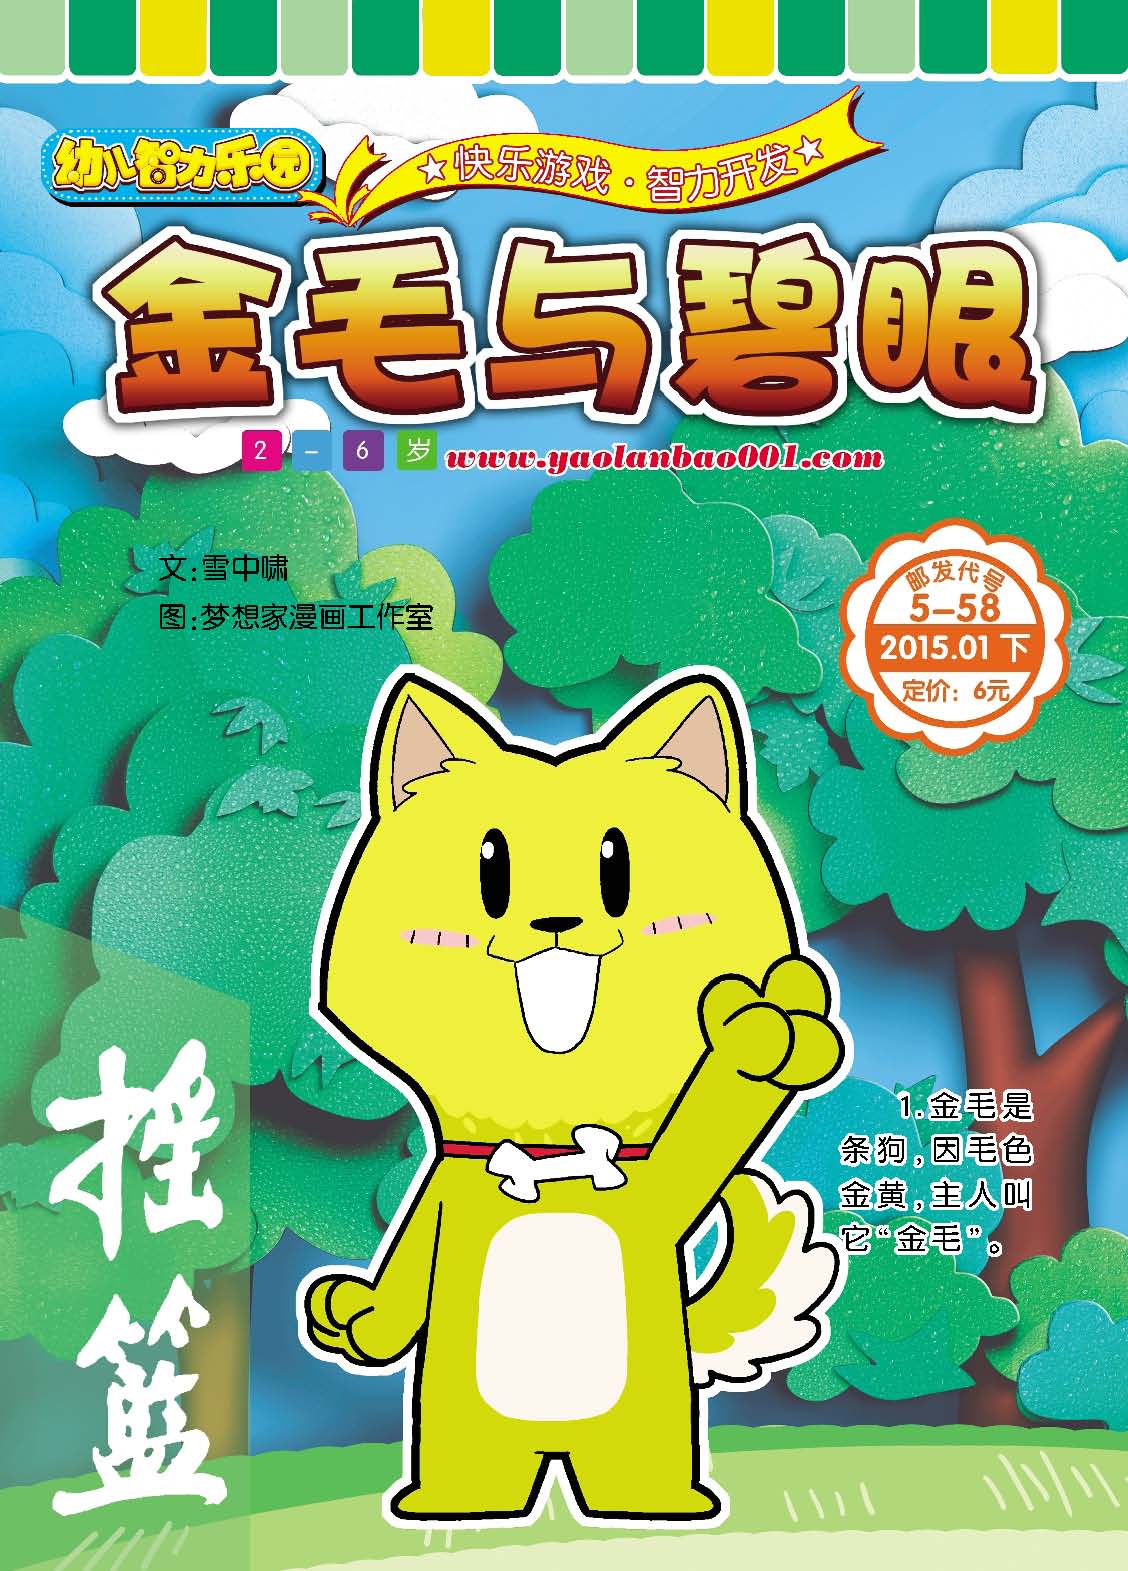 幼儿智力乐园
★快乐游戏·智力开发★
金毛与碧眼
2-6岁
www.yaolanbao001.com
文:雪中啸
图:梦想家漫画工作室
邮发代号
5-58
2015.01 下
定价：6元
1.金毛是
条狗,因毛色
金黄,主人叫
它“金毛”。
摇篮